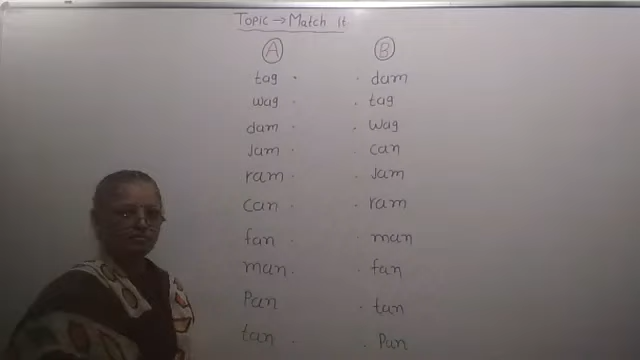 Topic → Match it
A B
tag . . dam
wag . . tag
dam . . wag
Jam . . can
ram . . Jam
can . . ram
fan . . man
man . . fan
Pan . tan
tan . . Pan